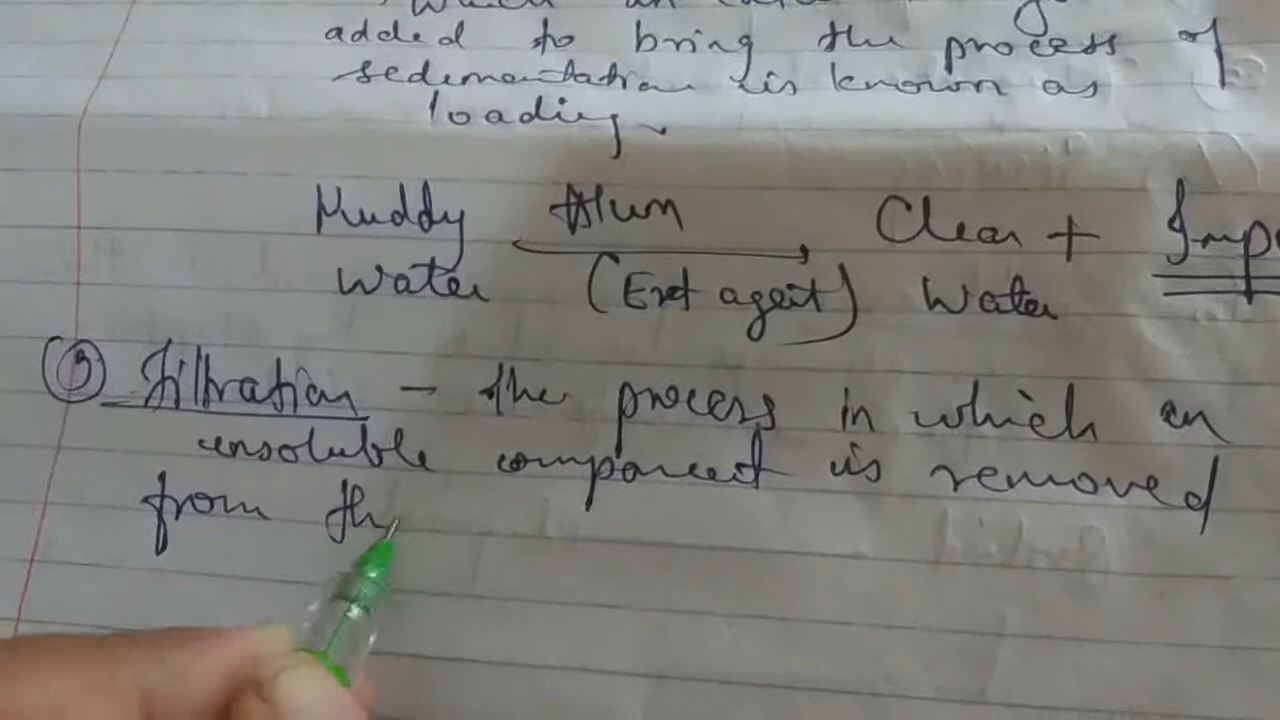 added to bring the process of
sedimentation is known as
loading.
Muddy Alum Clear + Imp
Water (Ext agent) Water
(3) Filtration – the process in which an
insoluble component is removed
from th